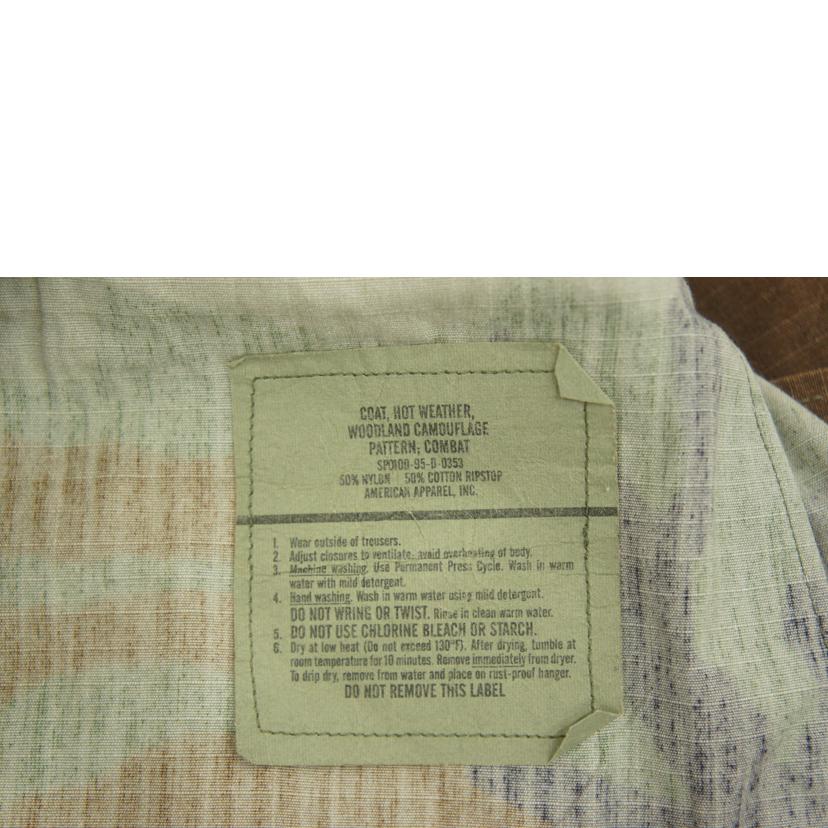 COAT, HOT WEATHER,
WOODLAND CAMOUFLAGE
PATTERN: COMBAT
SPO100-95-D-0353
50% NYLON 50% COTTON RIPSTOP
AMERICAN APPAREL, INC.
1. Wear outside of trousers.
2. Adjust closures to ventilate, avoid overheating of body.
3. Machine washing. Use Permanent Press Cycle. Wash in warm
water with mild detergent.
4. Hand washing. Wash in warm water using mild detergent.
DO NOT WRING OR TWIST. Rinse in clean warm water.
5. DO NOT USE CHLORINE BLEACH OR STARCH.
6. Dry at low heat (Do not exceed 130°F). After drying, tumble at
room temperature for 10 minutes. Remove immediately from dryer.
To drip dry, remove from water and place on rust-proof hanger.
DO NOT REMOVE THIS LABEL